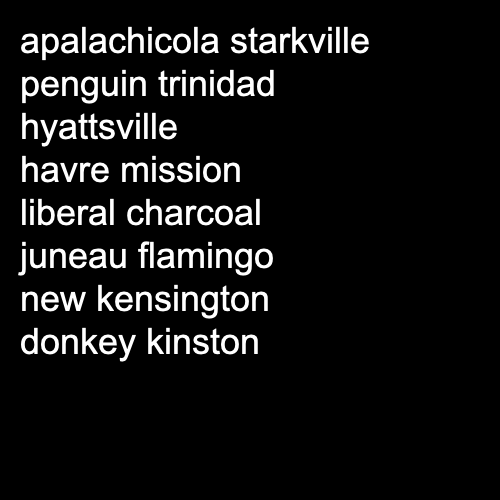 apalachicola starkville
penguin trinidad
hyattsville
havre mission
liberal charcoal
juneau flamingo
new kensington
donkey kinston